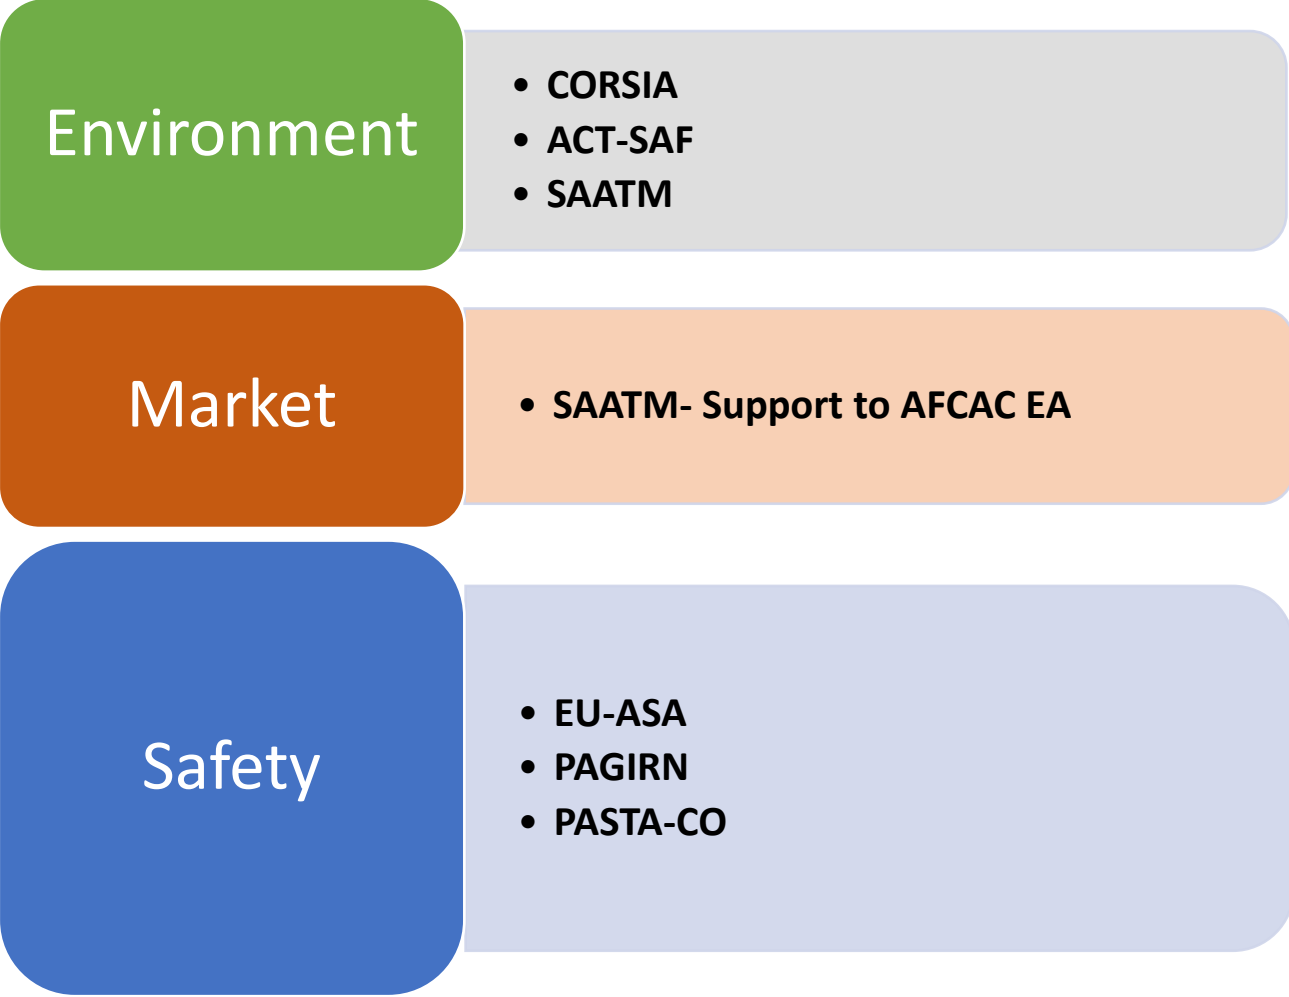 Environment
• CORSIA
• ACT-SAF
• SAATM
Market
• SAATM- Support to AFCAC EA
Safety
• EU-ASA
• PAGIRN
• PASTA-CO